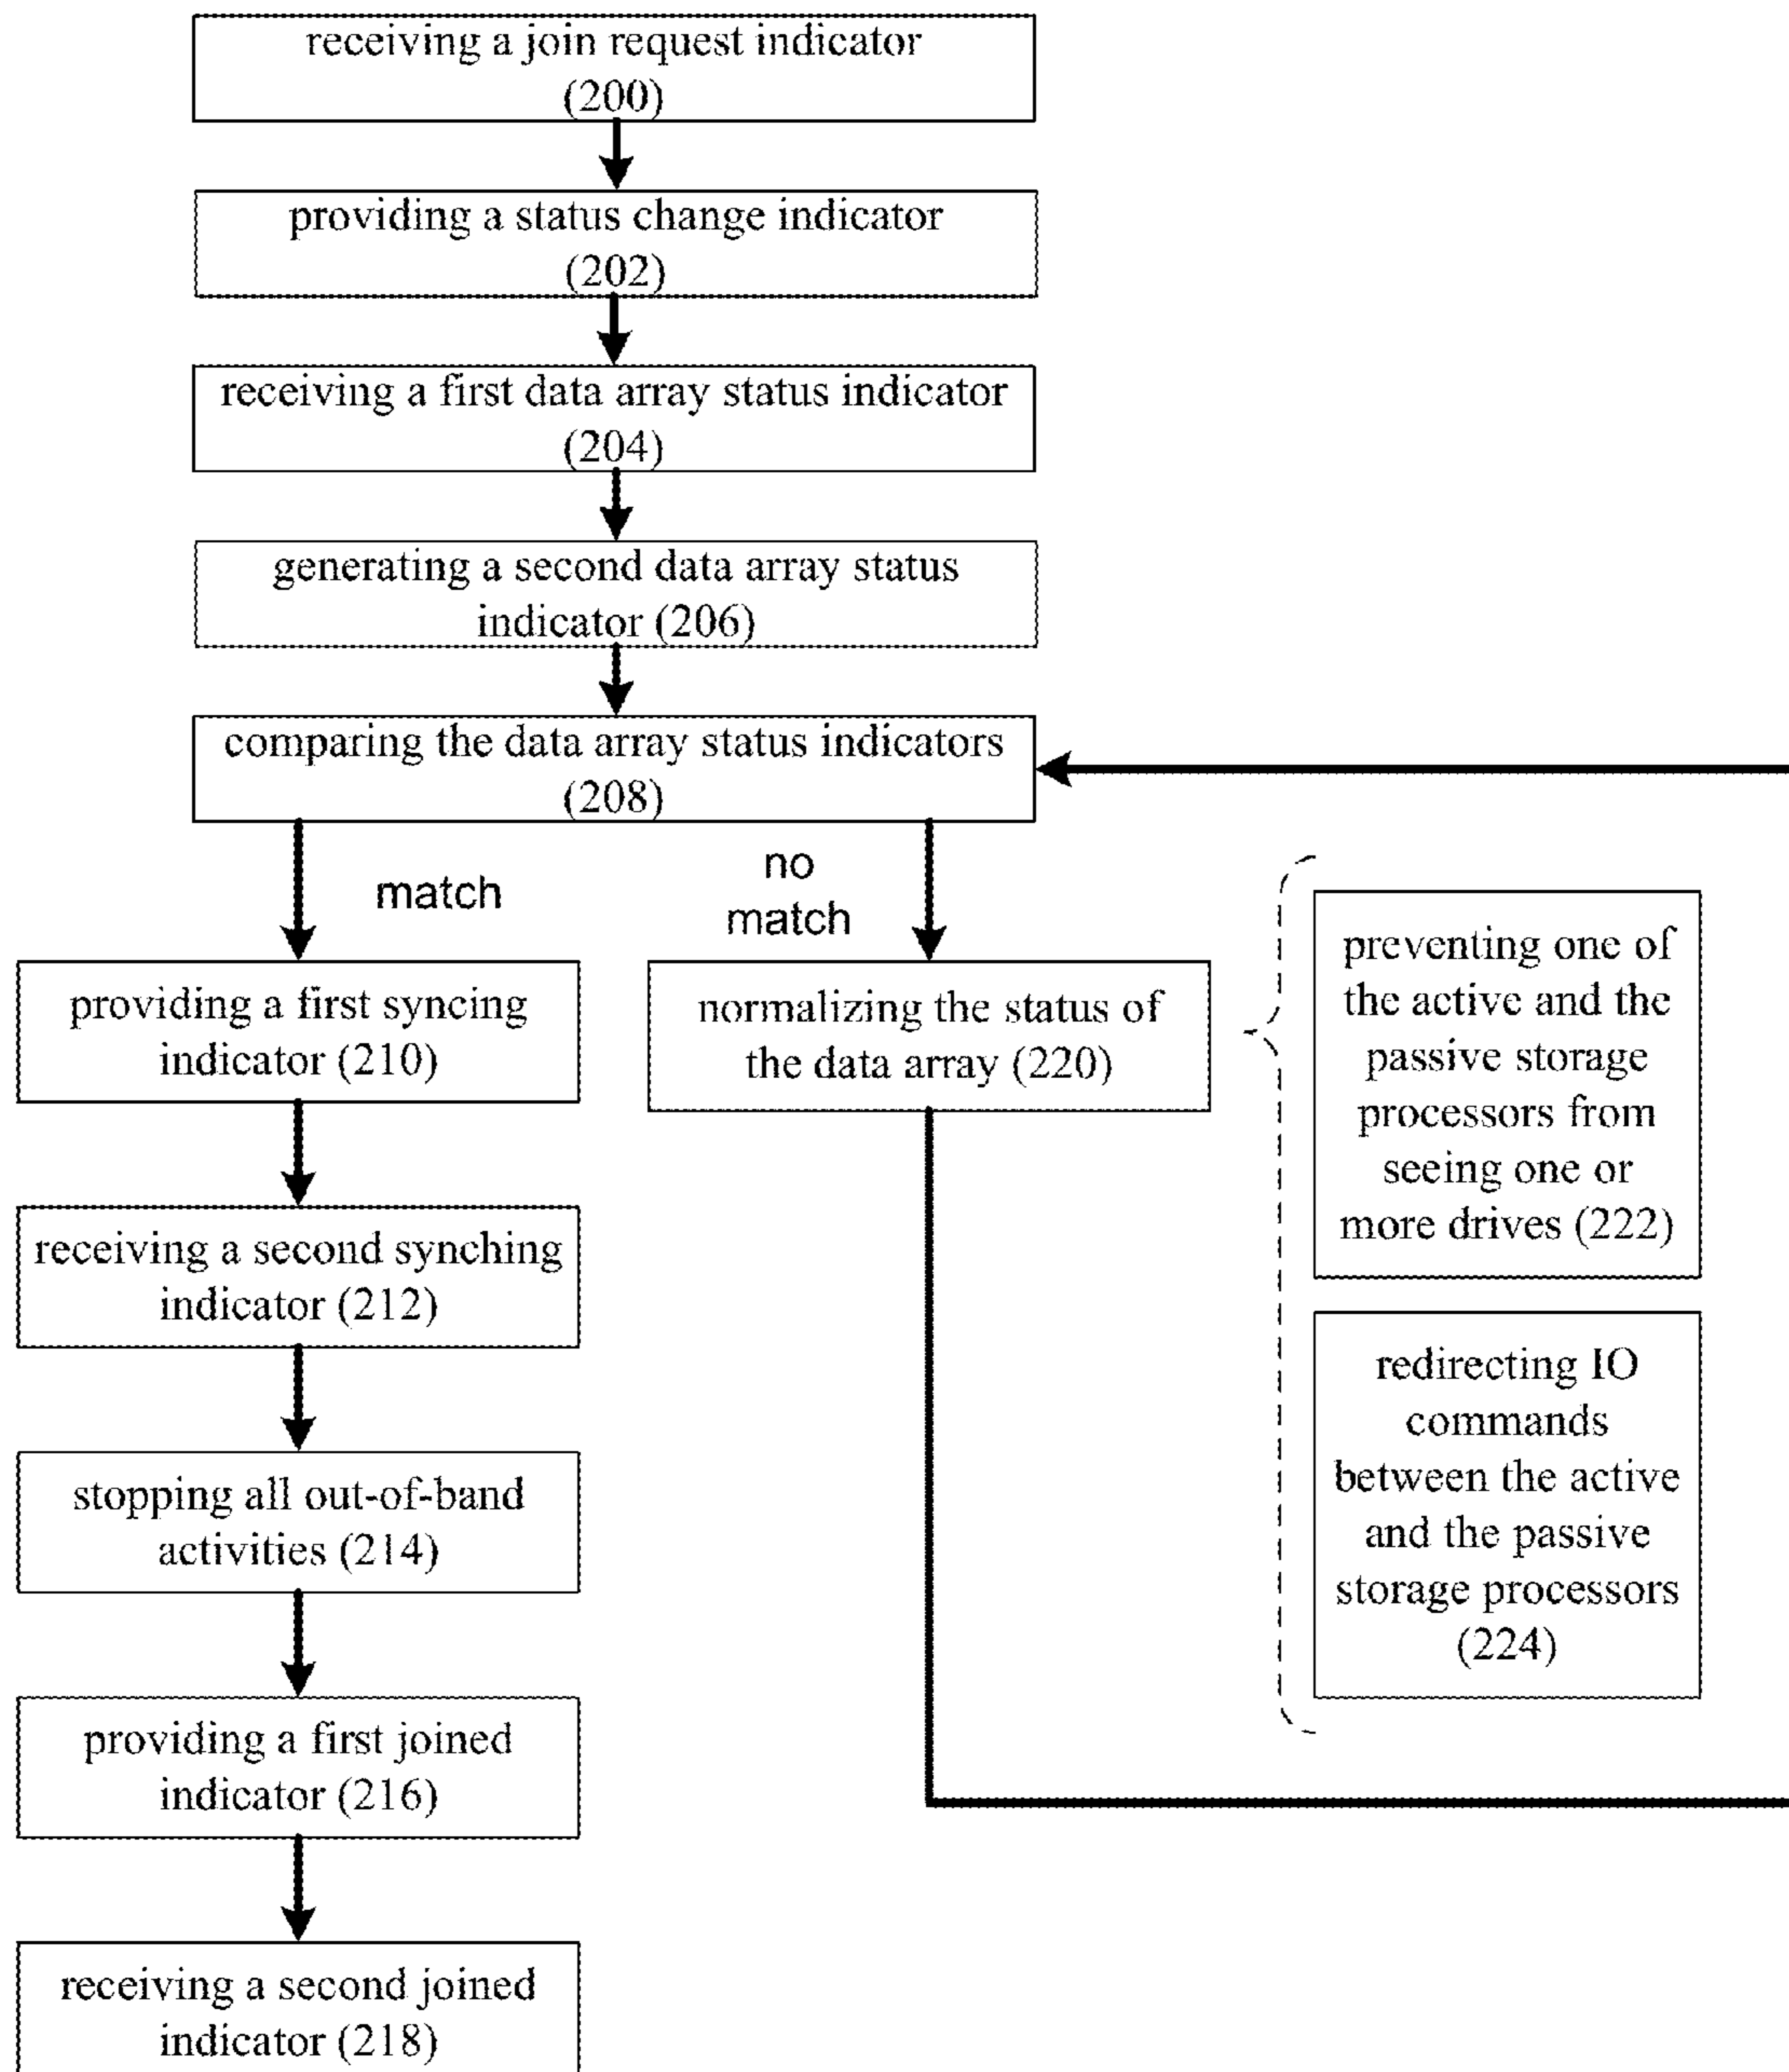 receiving a join request indicator
(200)
providing a status change indicator
(202)
receiving a first data array status indicator
(204)
generating a second data array status
indicator (206)
comparing the data array status indicators
(208)
match
no
match
providing a first syncing
indicator (210)
normalizing the status of
the data array (220)
preventing one of
the active and the
passive storage
processors from
seeing one or
more drives (222)
receiving a second synching
indicator (212)
redirecting IO
commands
between the active
and the passive
storage processors
(224)
stopping all out-of-band
activities (214)
providing a first joined
indicator (216)
receiving a second joined
indicator (218)